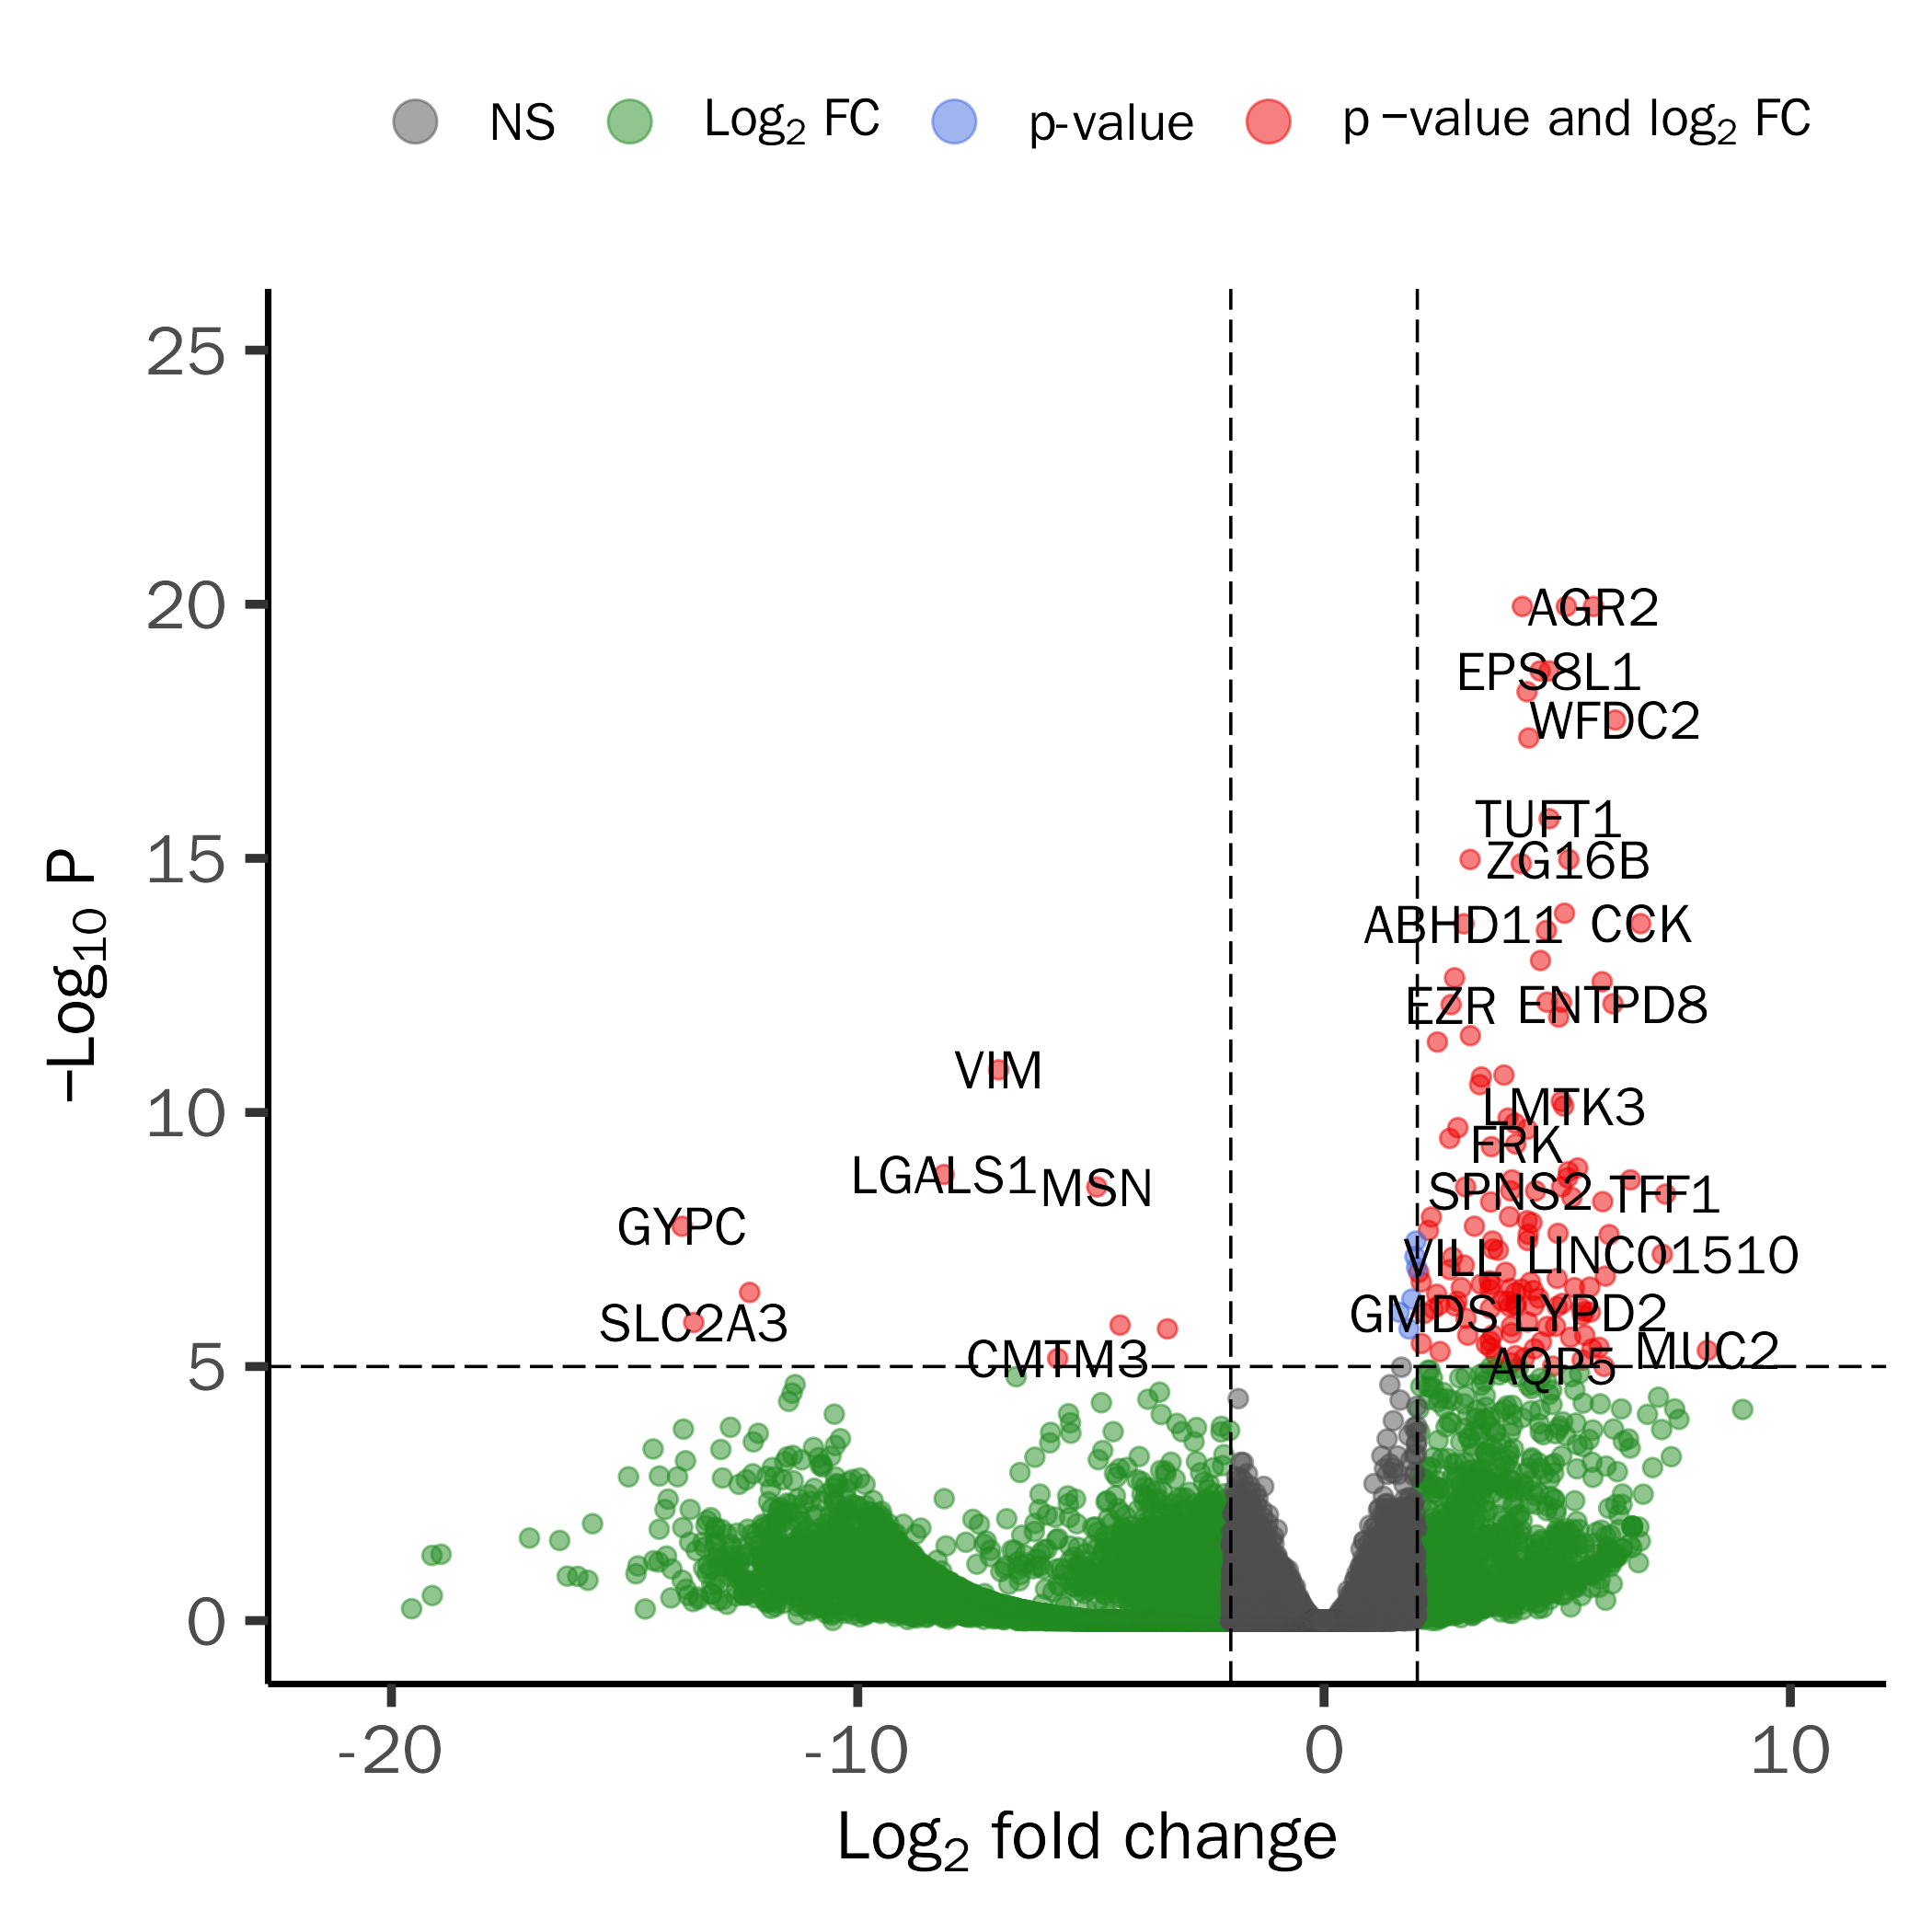 NS Log2 FC p-value p −value and log2 FC
25
20
15
10
5
0
−Log10 P
AGR2
EPS8L1
WFDC2
TUFT1
ZG16B
ABHD11 CCK
EZR ENTPD8
VIM
LMTK3
FRK
LGALS1 MSN SPNS2 TFF1
GYPC
VILL LINC01510
SLC2A3 GMDS LYPD2
CMTM3 AQP5 MUC2
-20 -10 0 10
Log2 fold change